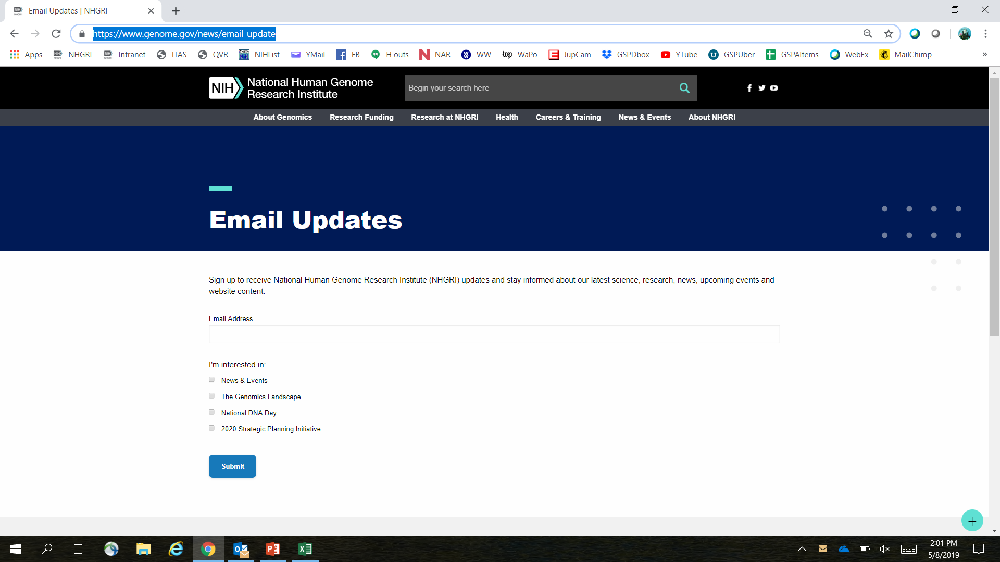 Email Updates | NHGRI
https://www.genome.gov/news/email-update
Apps NHGRI Intranet ITAS QVR NIHList YMail FB H outs NAR WW WaPo JupCam GSPDbox YTube GSPUber GSPAItems WebEx MailChimp »
NIH National Human Genome
Research Institute
Begin your search here
About Genomics Research Funding Research at NHGRI Health Careers & Training News & Events About NHGRI
Email Updates
Sign up to receive National Human Genome Research Institute (NHGRI) updates and stay informed about our latest science, research, news, upcoming events and
website content.
Email Address
I'm interested in:
News & Events
The Genomics Landscape
National DNA Day
2020 Strategic Planning Initiative
Submit
2:01 PM
5/8/2019